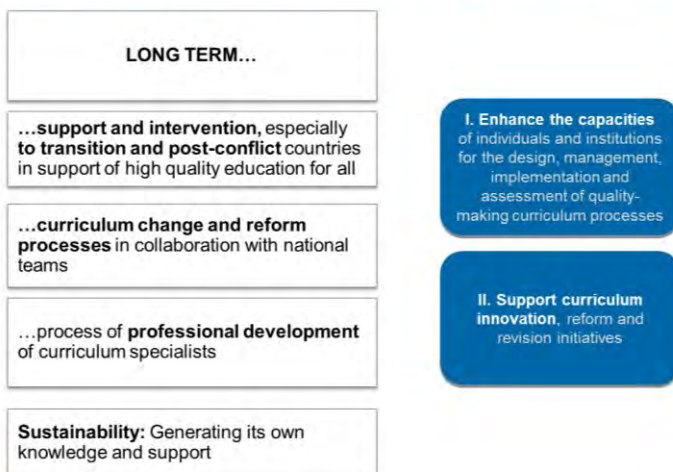 LONG TERM…
…support and intervention, especially
to transition and post-conflict countries
in support of high quality education for all
…curriculum change and reform
processes in collaboration with national
teams
…process of professional development
of curriculum specialists
Sustainability: Generating its own
knowledge and support
I. Enhance the capacities
of individuals and institutions
for the design, management,
implementation and
assessment of quality-
making curriculum processes
II. Support curriculum
innovation, reform and
revision initiatives